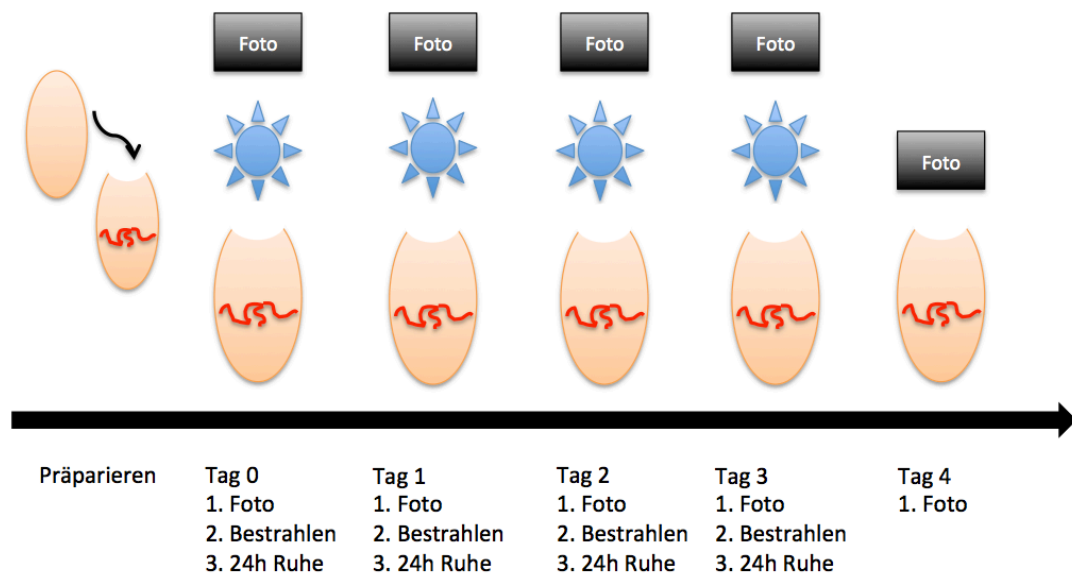 Foto
Foto
Foto
Foto
Foto
Präparieren
Tag 0
1. Foto
2. Bestrahlen
3. 24h Ruhe
Tag 1
1. Foto
2. Bestrahlen
3. 24h Ruhe
Tag 2
1. Foto
2. Bestrahlen
3. 24h Ruhe
Tag 3
1. Foto
2. Bestrahlen
3. 24h Ruhe
Tag 4
1. Foto